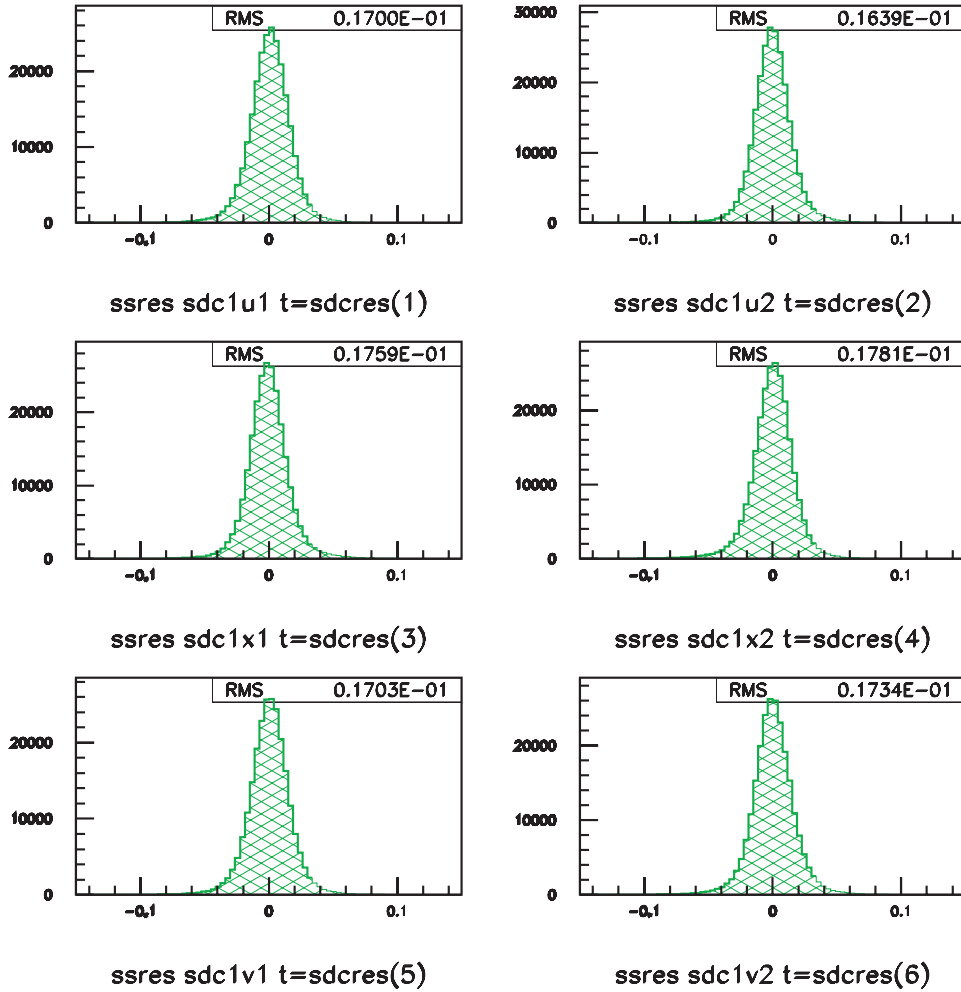 RMS 0.1700E-01
20000
10000
0
-0.1 0 0.1
ssres sdc1u1 t=sdcres(1)
RMS 0.1639E-01
30000
20000
10000
0
-0.1 0 0.1
ssres sdc1u2 t=sdcres(2)
RMS 0.1759E-01
20000
10000
0
-0.1 0 0.1
ssres sdc1x1 t=sdcres(3)
RMS 0.1781E-01
20000
10000
0
-0.1 0 0.1
ssres sdc1x2 t=sdcres(4)
RMS 0.1703E-01
20000
10000
0
-0.1 0 0.1
ssres sdc1v1 t=sdcres(5)
RMS 0.1734E-01
20000
10000
0
-0.1 0 0.1
ssres sdc1v2 t=sdcres(6)